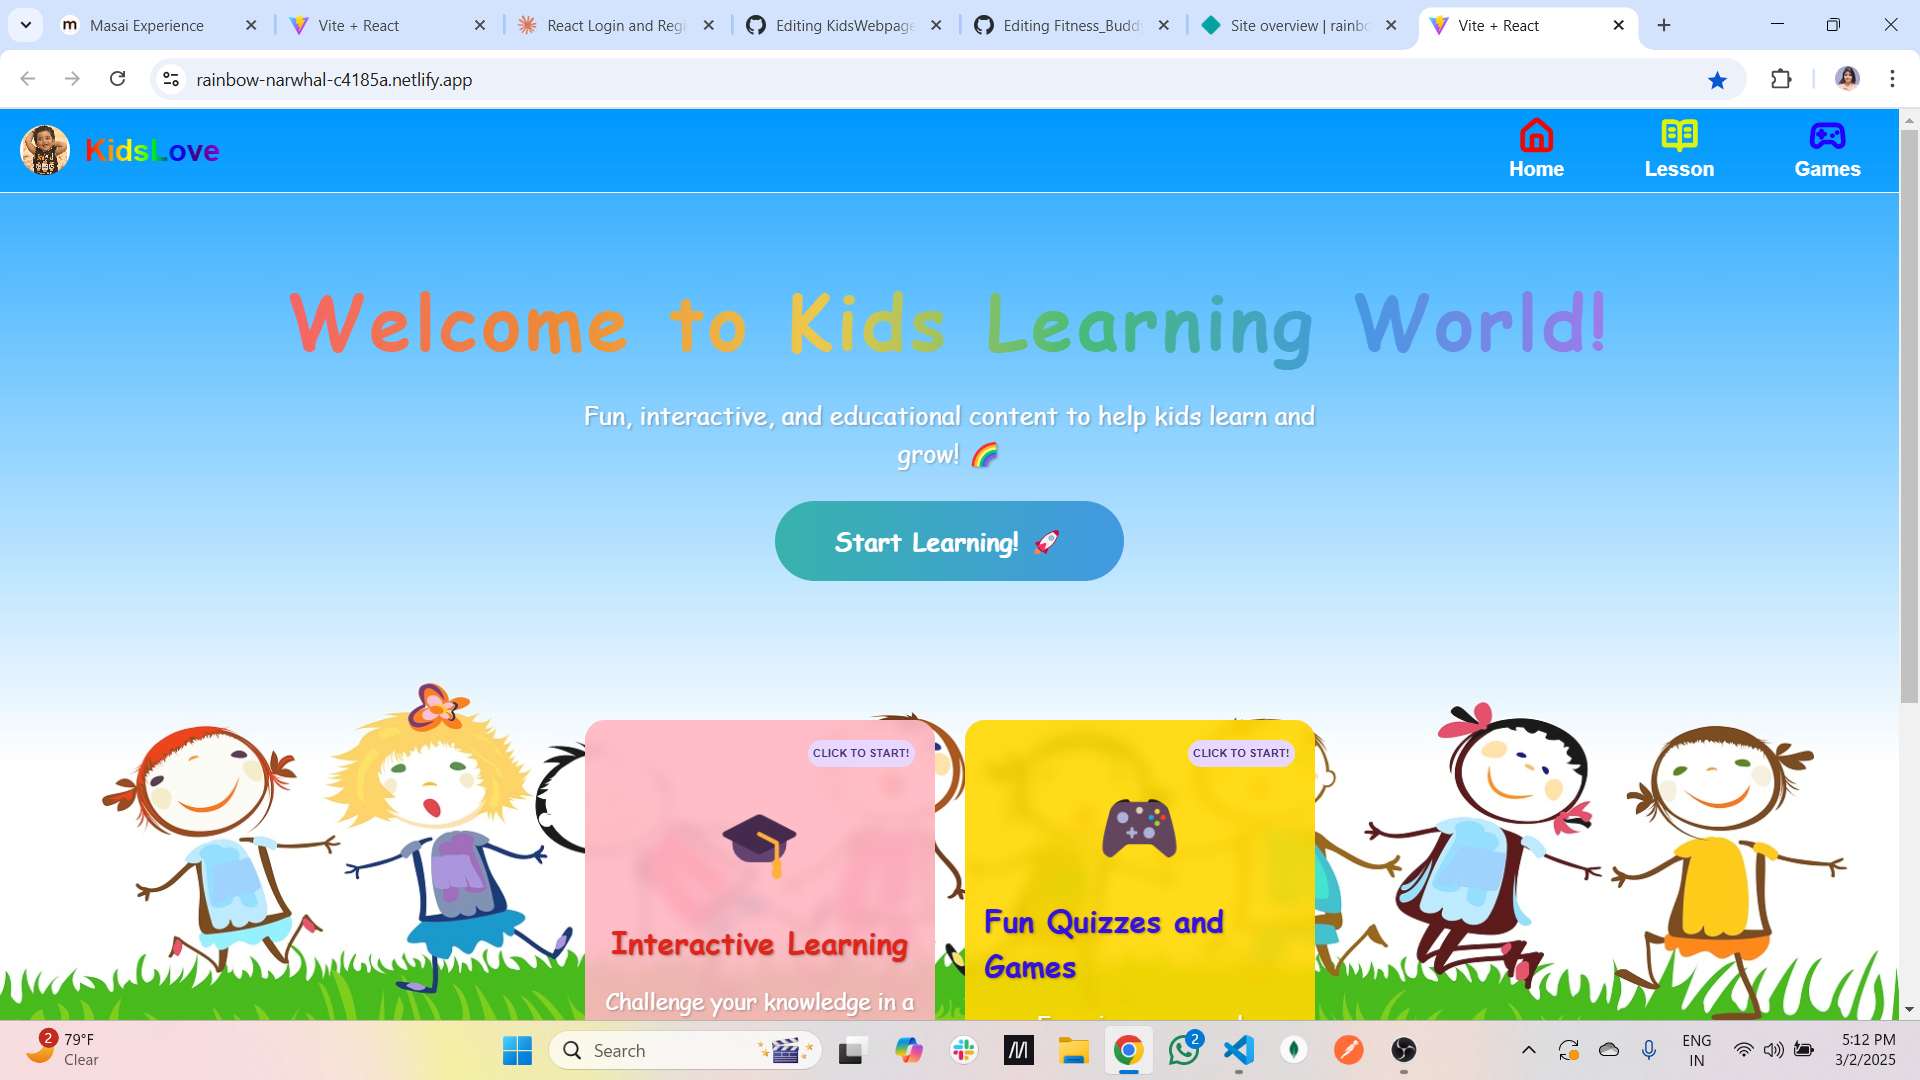 Masai Experience
Vite + React
React Login and Regi
Editing KidsWebpage
Editing Fitness_Buddy
Site overview | rainbo
Vite + React
rainbow-narwhal-c4185a.netlify.app
KidsLove
Home
Lesson
Games
Welcome to Kids Learning World!
Fun, interactive, and educational content to help kids learn and
grow! 🌈
Start Learning! 🚀
CLICK TO START!
CLICK TO START!
Interactive Learning
Challenge your knowledge in a
Fun Quizzes and
Games
2
79°F
Clear
Search
2
ENG
IN
5:12 PM
3/2/2025